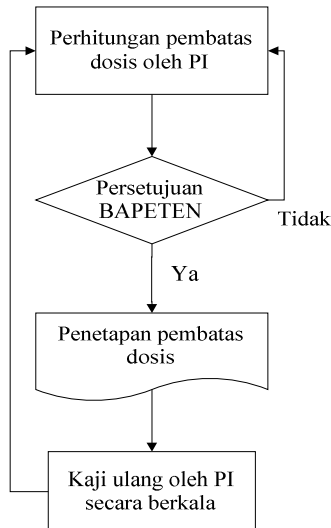 Perhitungan pembatas
dosis oleh PI
Persetujuan
BAPETEN
Tidak
Ya
Penetapan pembatas
dosis
Kaji ulang oleh PI
secara berkala